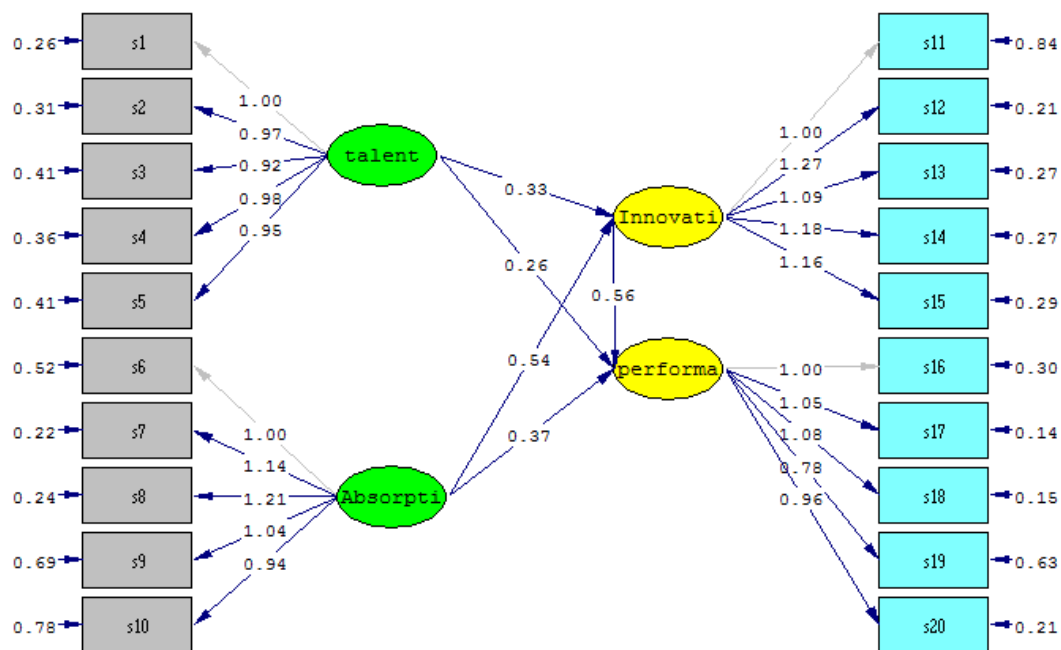 0.26 s1 s11 0.84
1.00
0.31 s2 s12 0.21
0.97 1.00
talent
0.41 s3 0.92 1.27 s13 0.27
0.33
0.98 1.09
Innovati
0.36 s4 0.95 1.18 s14 0.27
0.26 1.16
0.41 s5 0.56 s15 0.29
0.54
0.52 s6 performa 1.00 s16 0.30
1.05
0.22 s7 1.00 0.37 1.08 s17 0.14
1.14 0.78
0.24 s8 1.21 Absorpti 0.96 s18 0.15
1.04
0.69 s9 0.94 s19 0.63
0.78 s10 s20 0.21